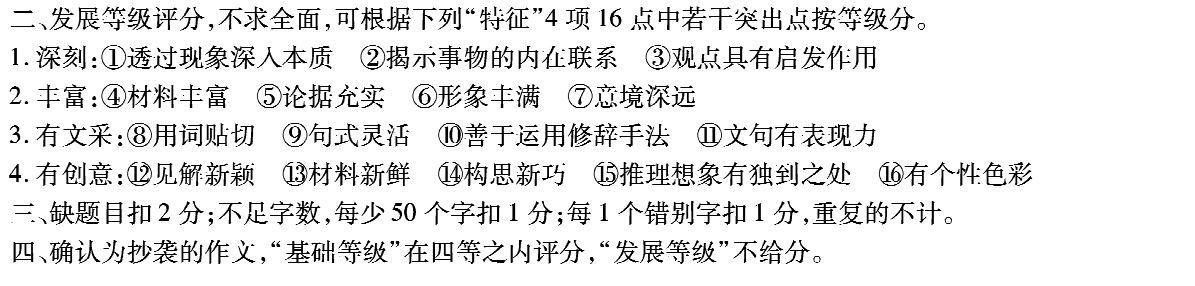 二、发展等级评分,不求全面,可根据下列“特征”4 项 16 点中若干突出点按等级分。
1. 深刻:①透过现象深入本质 ②揭示事物的内在联系 ③观点具有启发作用
2. 丰富:④材料丰富 ⑤论据充实 ⑥形象丰满 ⑦意境深远
3. 有文采:⑧用词贴切 ⑨句式灵活 ⑩善于运用修辞手法 ⑪文句有表现力
4. 有创意:⑫见解新颖 ⑬材料新鲜 ⑭构思新巧 ⑮推理想象有独到之处 ⑯有个性色彩
三、缺题目扣 2 分;不足字数,每少 50 个字扣 1 分;每 1 个错别字扣 1 分,重复的不计。
四、确认为抄袭的作文,“基础等级”在四等之内评分,“发展等级”不给分。